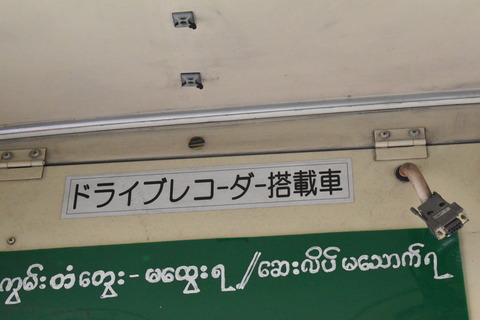 ドライブレコーダー搭載車
ကွမ်းတံတွေး-မထွေးရ//ဆေးလိပ်မသောက်ရ